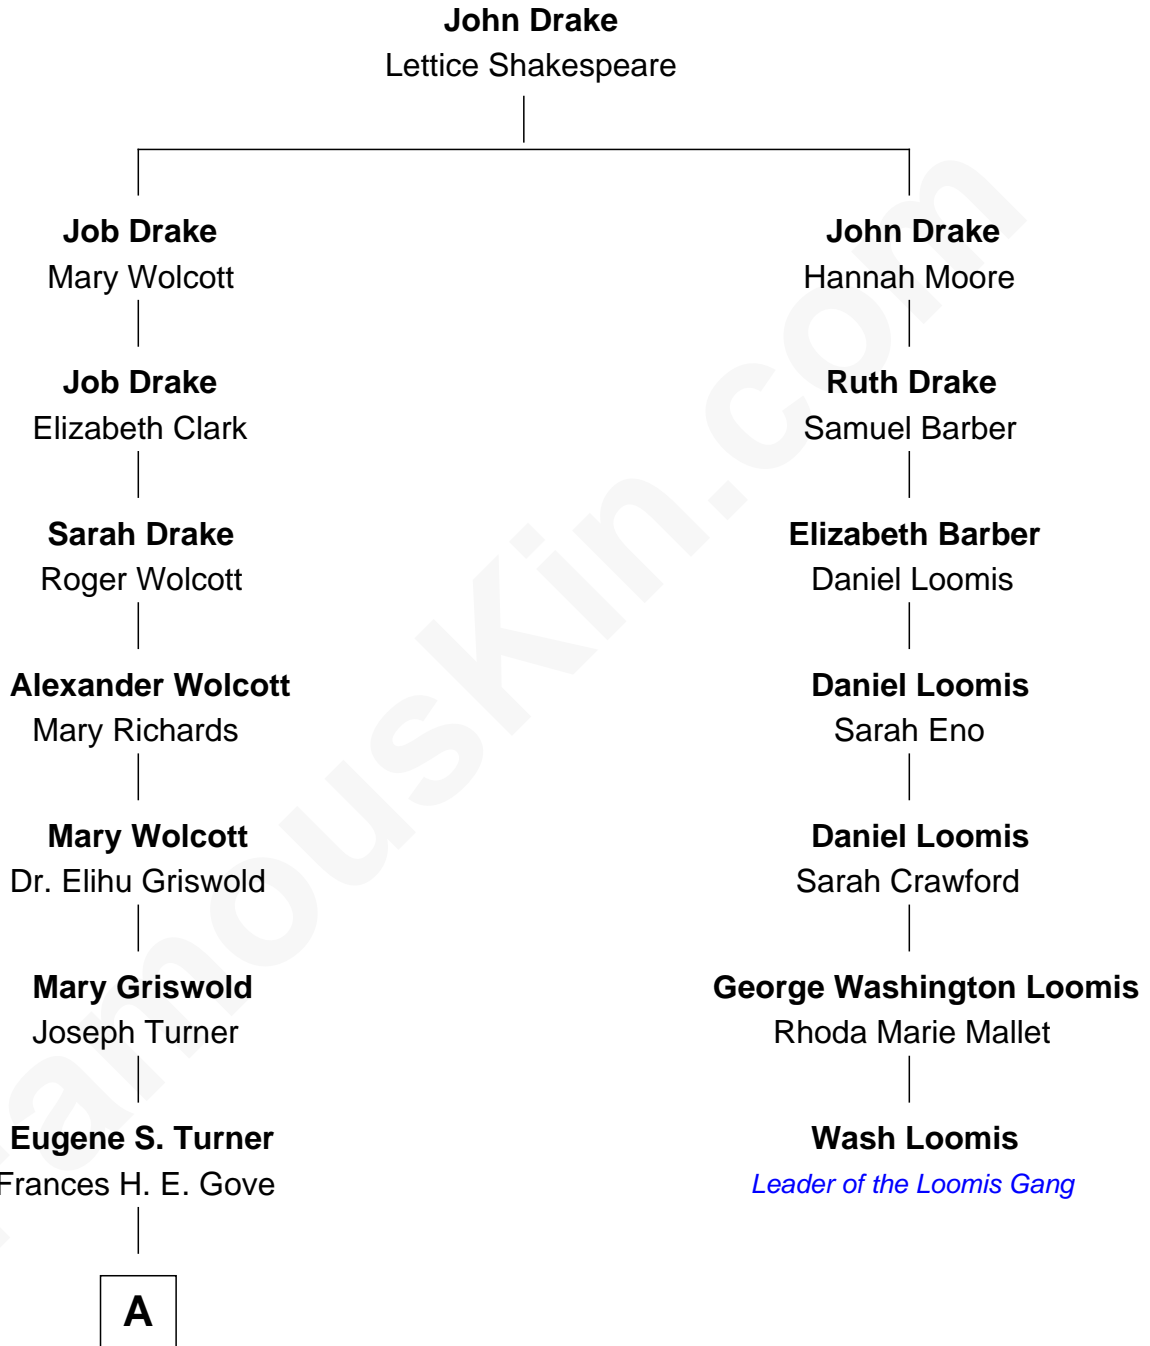 John Drake
Lettice Shakespeare
Job Drake
Mary Wolcott
John Drake
Hannah Moore
Job Drake
Elizabeth Clark
Ruth Drake
Samuel Barber
Sarah Drake
Roger Wolcott
Elizabeth Barber
Daniel Loomis
Alexander Wolcott
Mary Richards
Daniel Loomis
Sarah Eno
Mary Wolcott
Dr. Elihu Griswold
Daniel Loomis
Sarah Crawford
Mary Griswold
Joseph Turner
George Washington Loomis
Rhoda Marie Mallet
Eugene S. Turner
Frances H. E. Gove
Wash Loomis
Leader of the Loomis Gang
A
FamousKin.com